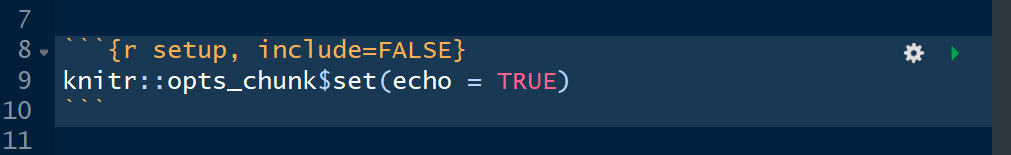 7
8 ```{r setup, include=FALSE}
9 knitr::opts_chunk$set(echo = TRUE)
10 ```
11